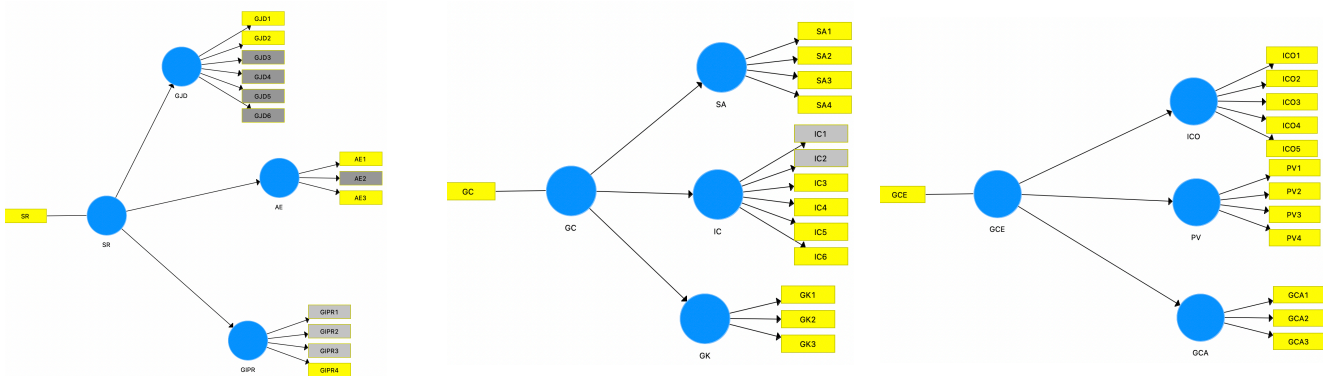 GJD1
GJD2
GJD3
GJD4
GJD5
GJD6
GJD
AE1
AE2
AE3
AE
SR
SR
GIPR1
GIPR2
GIPR3
GIPR4
GIPR
SA1
SA2
SA3
SA4
SA
IC1
IC2
IC3
IC4
IC5
IC6
IC
GC
GC
GK1
GK2
GK3
GK
ICO1
ICO2
ICO3
ICO4
ICO5
ICO
PV1
PV2
PV3
PV4
PV
GCE
GCE
GCA1
GCA2
GCA3
GCA